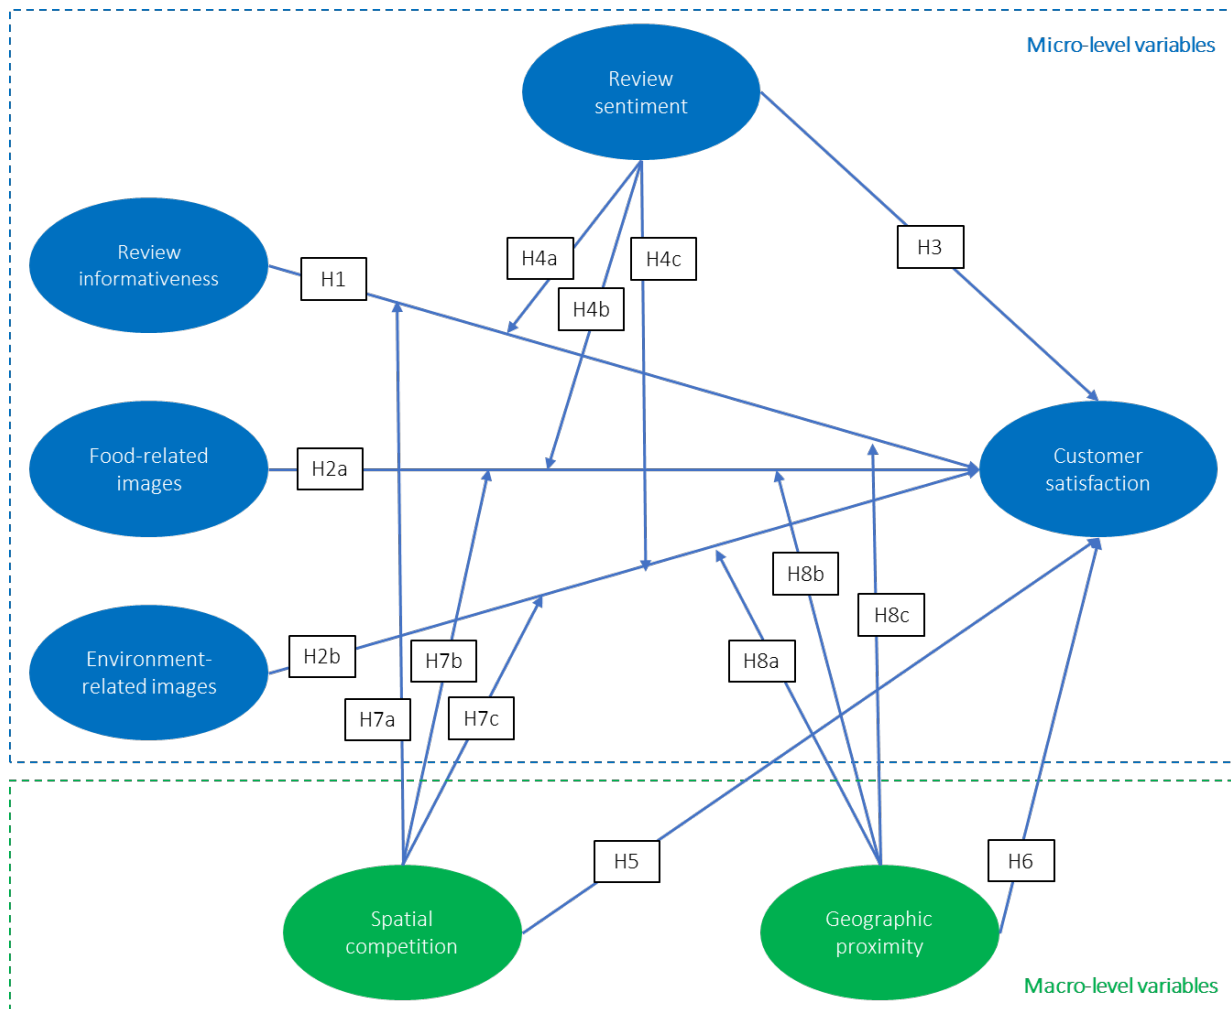 Micro-level variables
Review
sentiment
Review
informativeness
H1
H4a
H4b
H4c
H3
Food-related
images
H2a
Customer
satisfaction
Environment-
related images
H2b
H7a
H7b
H7c
H8a
H8b
H8c
H5
H6
Spatial
competition
Geographic
proximity
Macro-level variables